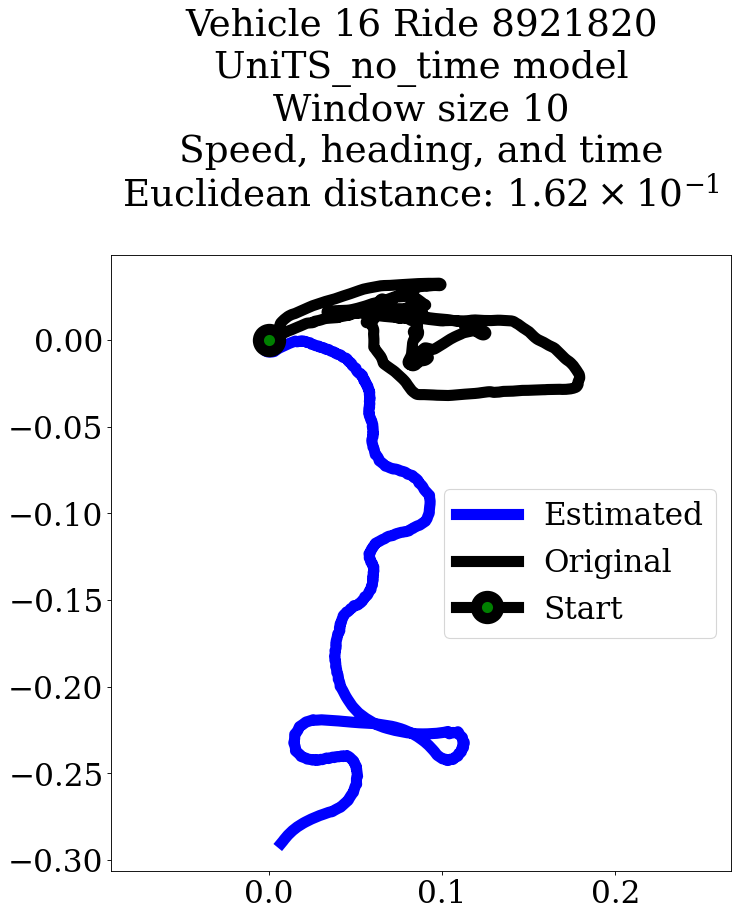 Vehicle 16 Ride 8921820
UniTS_no_time model
Window size 10
Speed, heading, and time
Euclidean distance: 1.62 × 10⁻¹
0.00
−0.05
−0.10
−0.15
−0.20
−0.25
−0.30
Estimated
Original
Start
0.0 0.1 0.2